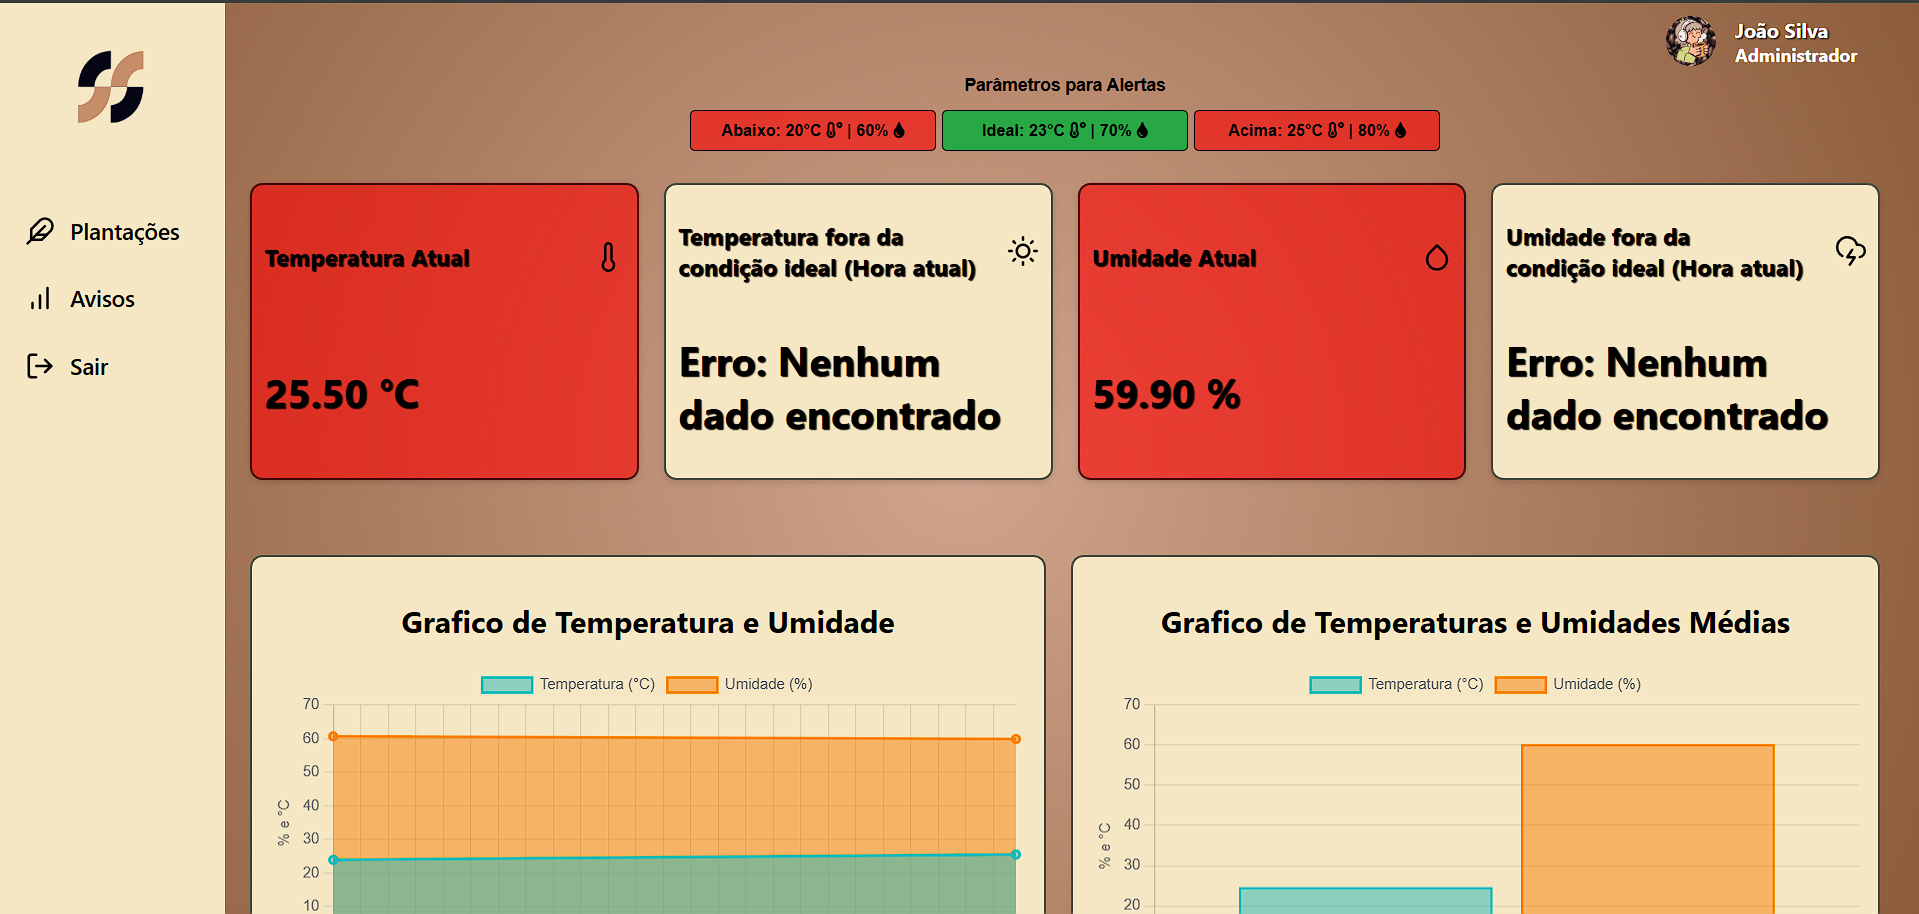 João Silva
Administrador
Parâmetros para Alertas
Abaixo: 20°C | 60%
Ideal: 23°C | 70%
Acima: 25°C | 80%
Plantações
Avisos
Sair
Temperatura Atual
25.50 °C
Temperatura fora da
condição ideal (Hora atual)
Erro: Nenhum
dado encontrado
Umidade Atual
59.90 %
Umidade fora da
condição ideal (Hora atual)
Erro: Nenhum
dado encontrado
Grafico de Temperatura e Umidade
Temperatura (°C)
Umidade (%)
70
60
50
40
30
20
10
% e °C
Grafico de Temperaturas e Umidades Médias
Temperatura (°C)
Umidade (%)
70
60
50
40
30
20
% e °C